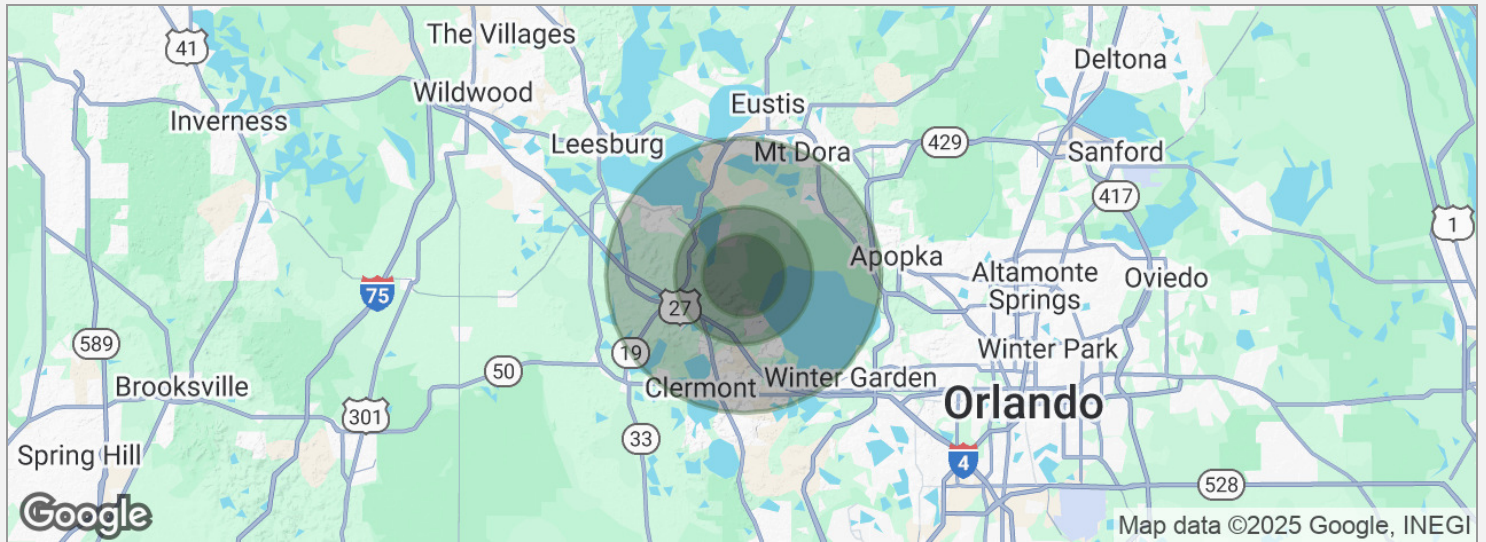 41
The Villages
Deltona
Wildwood
Eustis
Inverness
Leesburg
Mt Dora
429
Sanford
417
1
Apopka
Altamonte
Springs
Oviedo
75
27
589
19
50
Winter Park
Brooksville
Clermont
Winter Garden
Orlando
301
33
Spring Hill
4
528
Google
Map data ©2025 Google, INEGI